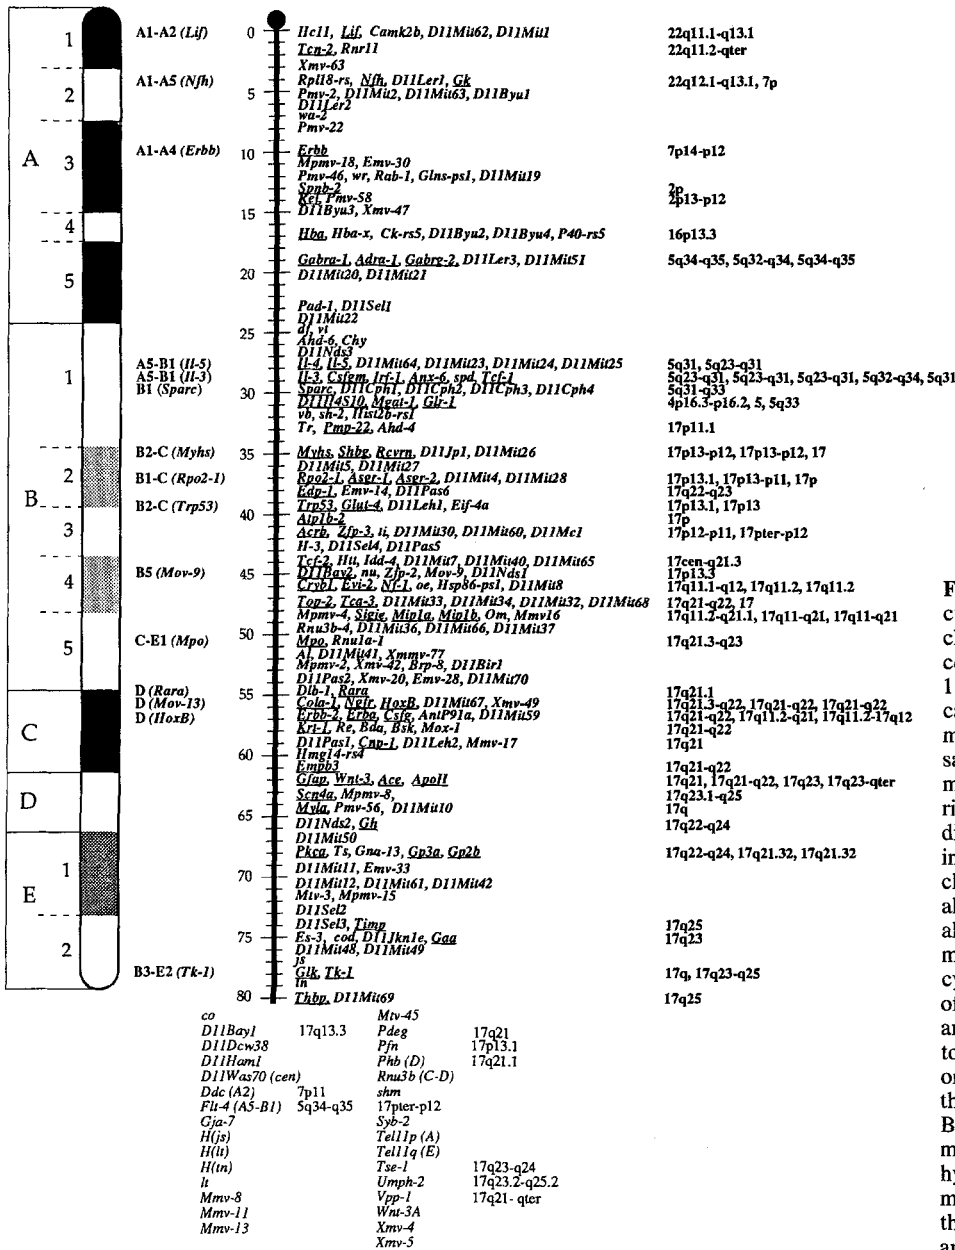 0 A1-A2 (Lif) Hcl1, Lif, Camk2b, D11Mit62, D11Mit1 22q11.1-q13.1
1 Tcn-2, Rnr11 22q11.2-qter
Xmv-63
A1-A5 (Nfh) Rpl18-rs, Nfh, D11Ler1, Gk 22q12.1-q13.1, 7p
2 5 Pmv-2, D11Mit2, D11Mit63, D11Byu1
D11Ler2
wa-2
Pmv-22
A 3 A1-A4 (Erbb) 10 Erbb 7p14-p12
Mpmv-18, Emv-30
Pmv-46, wr, Rab-1, Glns-ps1, D11Mit19
Spnb-2 2p
Rel, Pmv-58 2p13-p12
15 D11Byu3, Xmv-47
4 Hba, Hba-x, Ck-rs5, D11Byu2, D11Byu4, P40-rs5 16p13.3
Gabra-1, Adra-1, Gabrg-2, D11Ler3, D11Mit51 5q34-q35, 5q32-q34, 5q34-q35
5 20 D11Mit20, D11Mit21
Pad-1, D11Sel1
D11Mit22
df, vt
25 Ahd-6, Chy
D11Nds3
A5-B1 (Il-5) Il-4, Il-5, D11Mit64, D11Mit23, D11Mit24, D11Mit25 5q31, 5q23-q31
1 A5-B1 (Il-3) Il-3, Csfgm, Irf-1, Anx-6, spd, Tcf-1 5q23-q31, 5q23-q31, 5q23-q31, 5q32-q34, 5q31
B1 (Sparc) 30 Sparc, D11Cph1, D11Cph2, D11Cph3, D11Cph4 5q31-q33
D11H4S10, Mgat-1, Glr-1 4p16.3-p16.2, 5, 5q33
vb, sh-2, Hist2b-rs1
Tr, Pmp-22, Ahd-4 17p11.1
B2-C (Myhs) 35 Myhs, Shbg, Rcvrn, D11Jp1, D11Mit26 17p13-p12, 17p13-p12, 17
D11Mit5, D11Mit27
2 B1-C (Rpo2-1) Rpo2-1, Asgr-1, Asgr-2, D11Mit4, D11Mit28 17p13.1, 17p13-p11, 17p
Edp-1, Emv-14, D11Pas6 17q22-q23
B B2-C (Trp53) Trp53, Glut-4, D11Leh1, Eif-4a 17p13.1, 17p13
40 Atp1b-2 17p
3 Acrb, Zfp-3, ti, D11Mit30, D11Mit60, D11Mc1 17p12-p11, 17pter-p12
H-3, D11Sel4, D11Pas5
Tcf-2, Htt, Idd-4, D11Mit7, D11Mit40, D11Mit65 17cen-q21.3
B5 (Mov-9) 45 D11Bay2, nu, Zfp-2, Mov-9, D11Nds1 17p13.3
4 Cryb1, Evi-2, Nf-1, oe, Hsp86-ps1, D11Mit8 17q11.1-q12, 17q11.2, 17q11.2
Top-2, Tca-3, D11Mit33, D11Mit34, D11Mit32, D11Mit68 17q21-q22, 17
Mpmv-4, Sigje, Mip1a, Mip1b, Om, Mmv16 17q11.2-q21.1, 17q11-q21, 17q11-q21
Rnu3b-4, D11Mit36, D11Mit66, D11Mit37
5 C-E1 (Mpo) 50 Mpo, Rnu1a-1 17q21.3-q23
Al, D11Mit41, Xmmv-77
Mpmv-2, Xmv-42, Brp-8, D11Bir1
D11Pas2, Xmv-20, Emv-28, D11Mit70
D (Rara) 55 Dlb-1, Rara 17q21.1
D (Mov-13) Cola-1, Ngfr, HoxB, D11Mit67, Xmv-49 17q21.3-q22, 17q21-q22, 17q21-q22
D (HoxB) Erbb-2, Erba, Csfg, AntP91a, D11Mit59 17q21-q22, 17q11.2-q21, 17q11.2-17q12
C Krt-1, Re, Bda, Bsk, Mox-1 17q21-q22
D11Pas1, Cnp-1, D11Leh2, Mmv-17 17q21
60 Hmg14-rs4
Empb3 17q21-q22
Gfap, Wnt-3, Ace, ApoH 17q21, 17q21-q22, 17q23, 17q23-qter
D Scn4a, Mpmv-8, 17q23.1-q25
Myla, Pmv-56, D11Mit10 17q
65 D11Nds2, Gh 17q22-q24
D11Mit50
Pkca, Ts, Gna-13, Gp3a, Gp2b 17q22-q24, 17q21.32, 17q21.32
1 D11Mit11, Emv-33
70 D11Mit12, D11Mit61, D11Mit42
E Mtv-3, Mpmv-15
D11Sel2
D11Sel3, Timp 17q25
75 Es-3, cod, D11Jkn1e, Gaa 17q23
2 D11Mit48, D11Mit49
js
B3-E2 (Tk-1) Glk, Tk-1 17q, 17q23-q25
tn
80 Thbp, D11Mit69 17q25
co Mtv-45
D11Bay1 17q13.3 Pdeg 17q21
D11Dcw38 Pfn 17p13.1
D11Ham1 Phb (D) 17q21.1
D11Was70 (cen) Rnu3b (C-D)
Ddc (A2) 7p11 shm
Flt-4 (A5-B1) 5q34-q35 17pter-p12
Gja-7 Syb-2
H(js) Tel11p (A)
H(lt) Tel11q (E)
H(tn) Tse-1 17q23-q24
lt Umph-2 17q23.2-q25.2
Mmv-8 Vpp-1 17q21- qter
Mmv-11 Wnt-3A
Mmv-13 Xmv-4
Xmv-5
F
c
cl
c
1
ca
m
sa
m
ri
di
in
cl
al
al
m
cy
of
ar
to
or
th
B
m
hy
m
th
ar